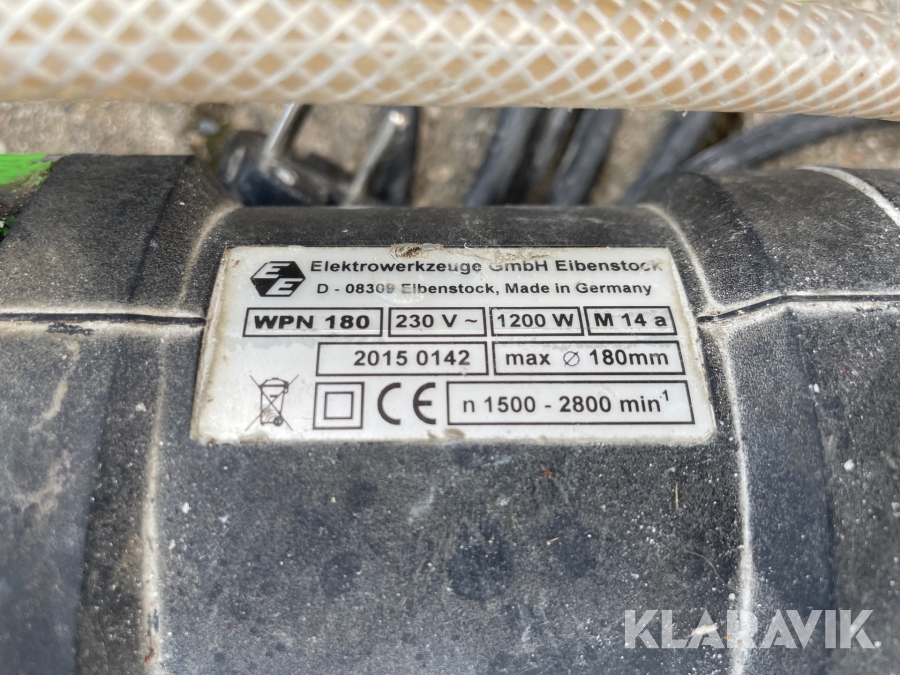 EE Elektrowerkzeuge GmbH Eibenstock
D - 08309 Eibenstock, Made in Germany
WPN 180 230 V ~ 1200 W M 14 a
2015 0142 max ∅ 180mm
CE n 1500 - 2800 min⁻¹
KLARAVIK.